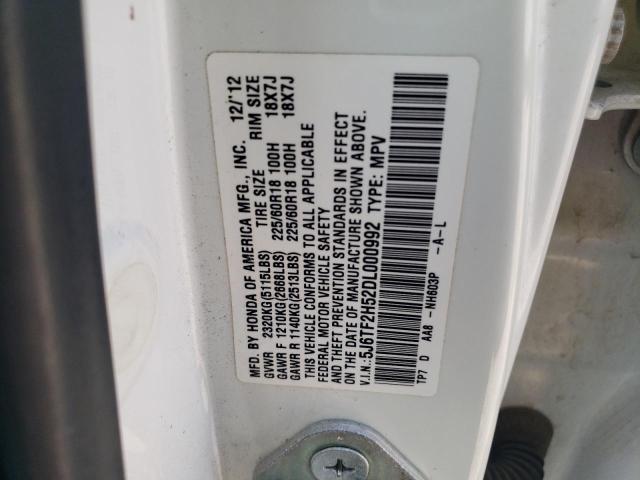 MFD. BY HONDA OF AMERICA MFG., INC. 12/'12
GVWR 2320KG(5115LBS) TIRE SIZE RIM SIZE
GAWR F 1210KG(2668LBS) 225/60R18 100H 18X7J
GAWR R 1140KG(2513LBS) 225/60R18 100H 18X7J
THIS VEHICLE CONFORMS TO ALL APPLICABLE
FEDERAL MOTOR VEHICLE SAFETY
AND THEFT PREVENTION STANDARDS IN EFFECT
ON THE DATE OF MANUFACTURE SHOWN ABOVE.
V.I.N.:5J6TF2H52DL000992 TYPE: MPV
TP7 D AA8 -NH603P -A-L